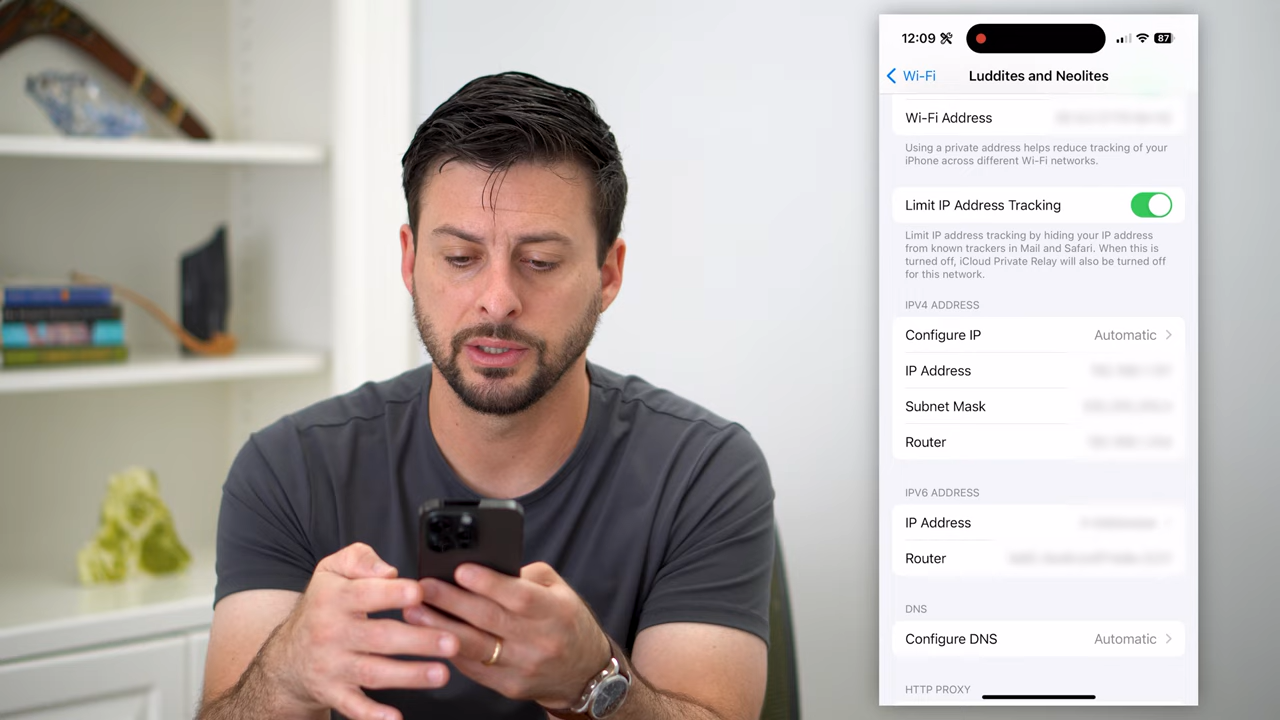 12:09
87
Wi-Fi
Luddites and Neolites
Wi-Fi Address
Using a private address helps reduce tracking of your
iPhone across different Wi-Fi networks.
Limit IP Address Tracking
Limit IP address tracking by hiding your IP address
from known trackers in Mail and Safari. When this is
turned off, iCloud Private Relay will also be turned off
for this network.
IPV4 ADDRESS
Configure IP Automatic
IP Address
Subnet Mask
Router
IPV6 ADDRESS
IP Address
Router
DNS
Configure DNS Automatic
HTTP PROXY